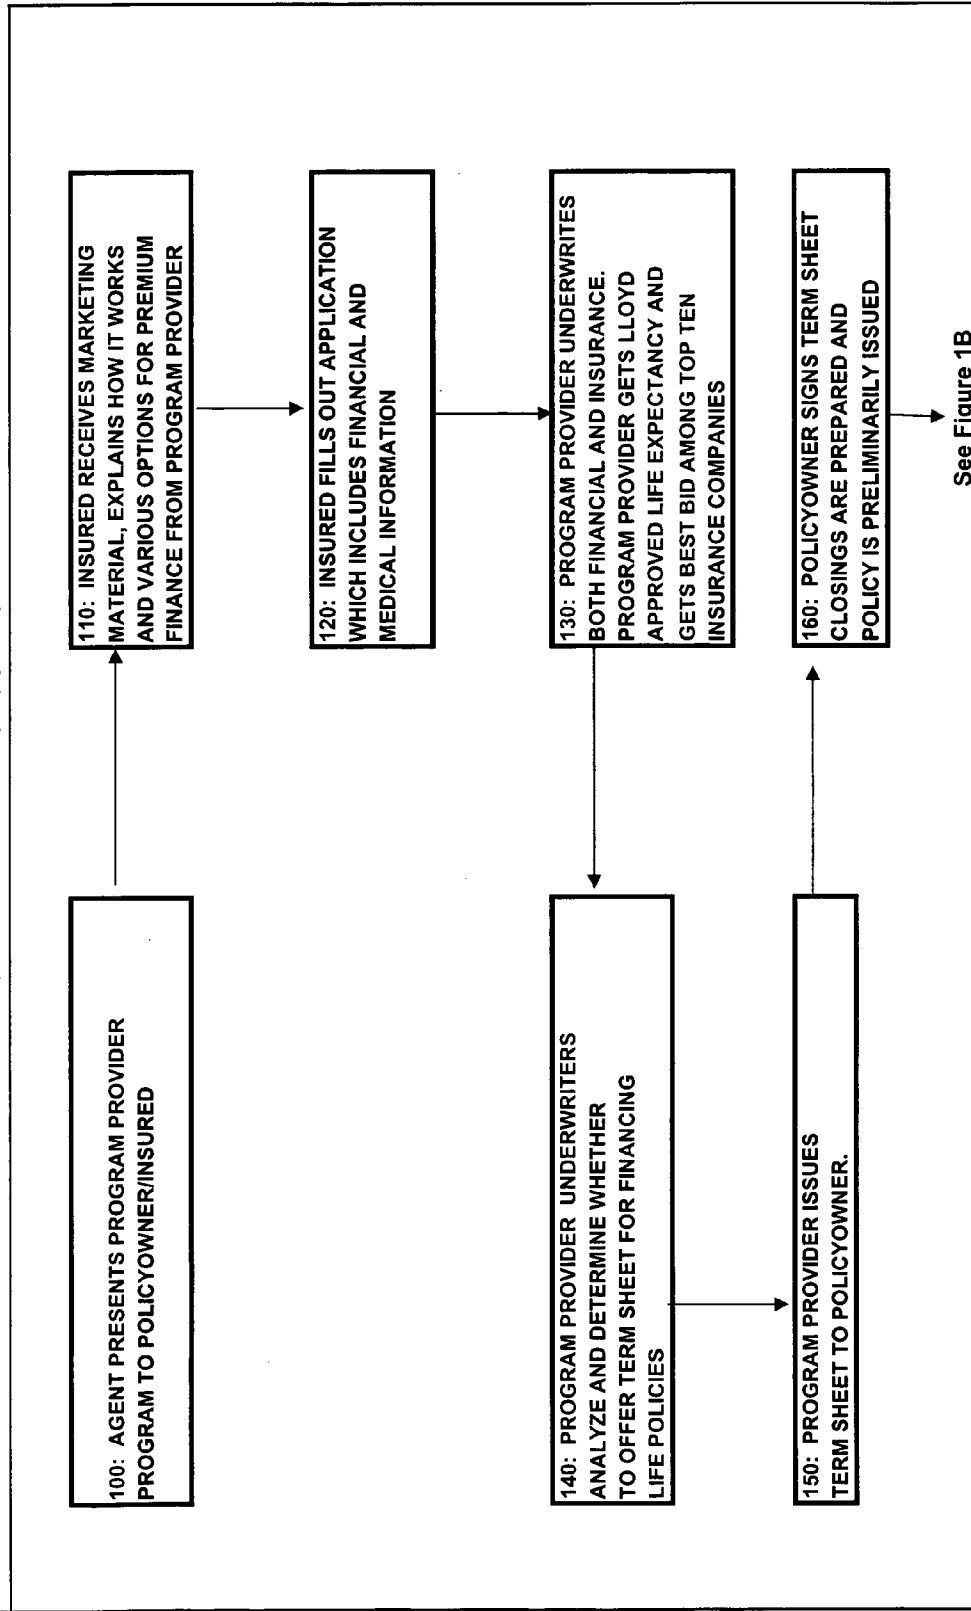 100: AGENT PRESENTS PROGRAM PROVIDER
PROGRAM TO POLICYOWNER/INSURED
110: INSURED RECEIVES MARKETING
MATERIAL, EXPLAINS HOW IT WORKS
AND VARIOUS OPTIONS FOR PREMIUM
FINANCE FROM PROGRAM PROVIDER
120: INSURED FILLS OUT APPLICATION
WHICH INCLUDES FINANCIAL AND
MEDICAL INFORMATION
130: PROGRAM PROVIDER UNDERWRITES
BOTH FINANCIAL AND INSURANCE.
PROGRAM PROVIDER GETS LLOYD
APPROVED LIFE EXPECTANCY AND
GETS BEST BID AMONG TOP TEN
INSURANCE COMPANIES
140: PROGRAM PROVIDER UNDERWRITERS
ANALYZE AND DETERMINE WHETHER
TO OFFER TERM SHEET FOR FINANCING
LIFE POLICIES
150: PROGRAM PROVIDER ISSUES
TERM SHEET TO POLICYOWNER.
160: POLICYOWNER SIGNS TERM SHEET
CLOSINGS ARE PREPARED AND
POLICY IS PRELIMINARILY ISSUED
See Figure 1B